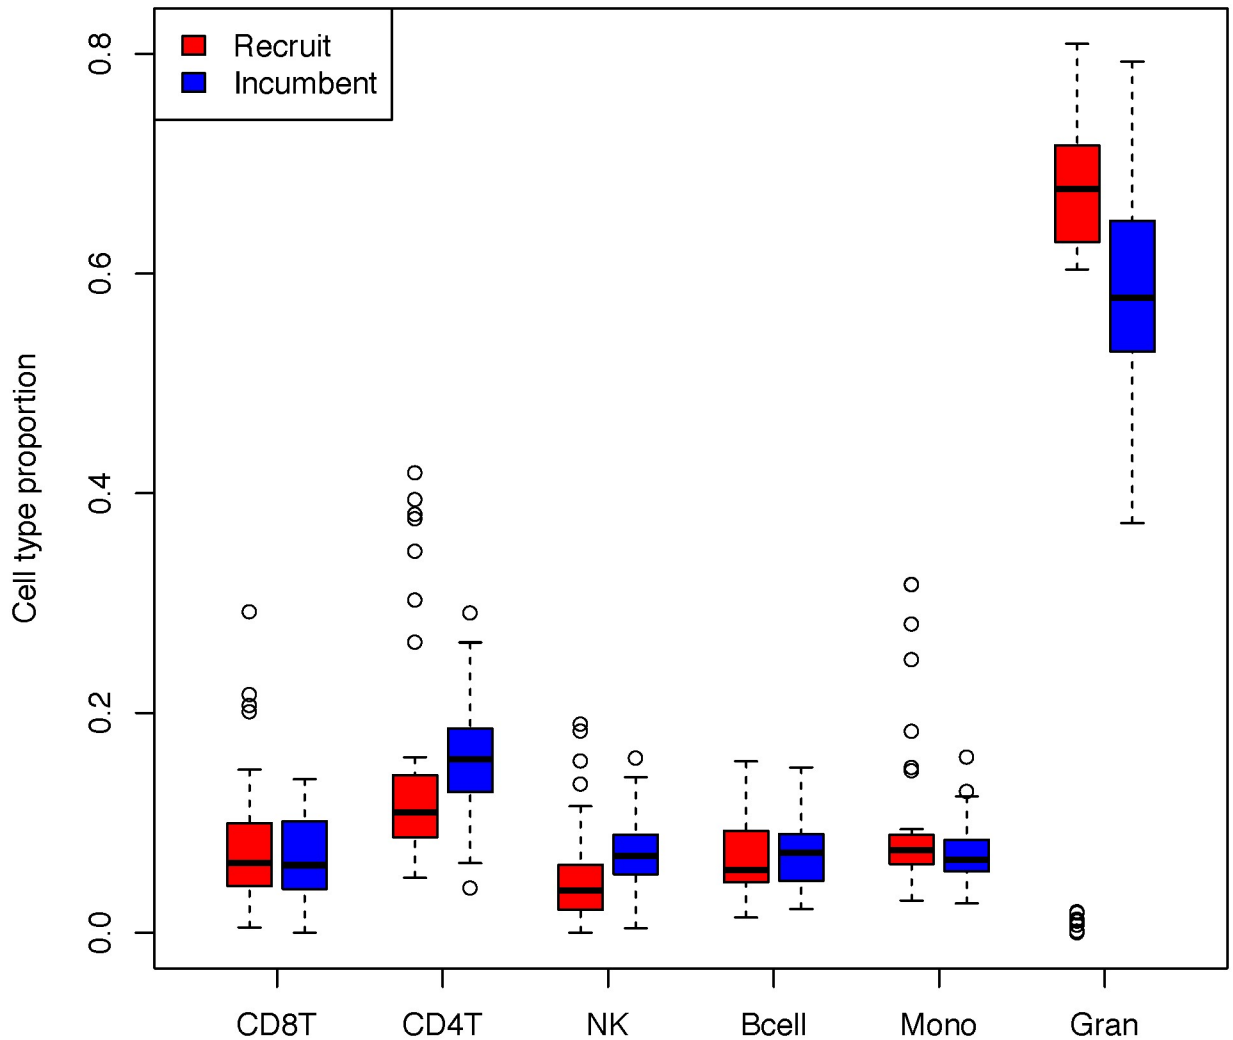 Recruit
Incumbent
Cell type proportion
0.8
0.6
0.4
0.2
0.0
CD8T CD4T NK Bcell Mono Gran